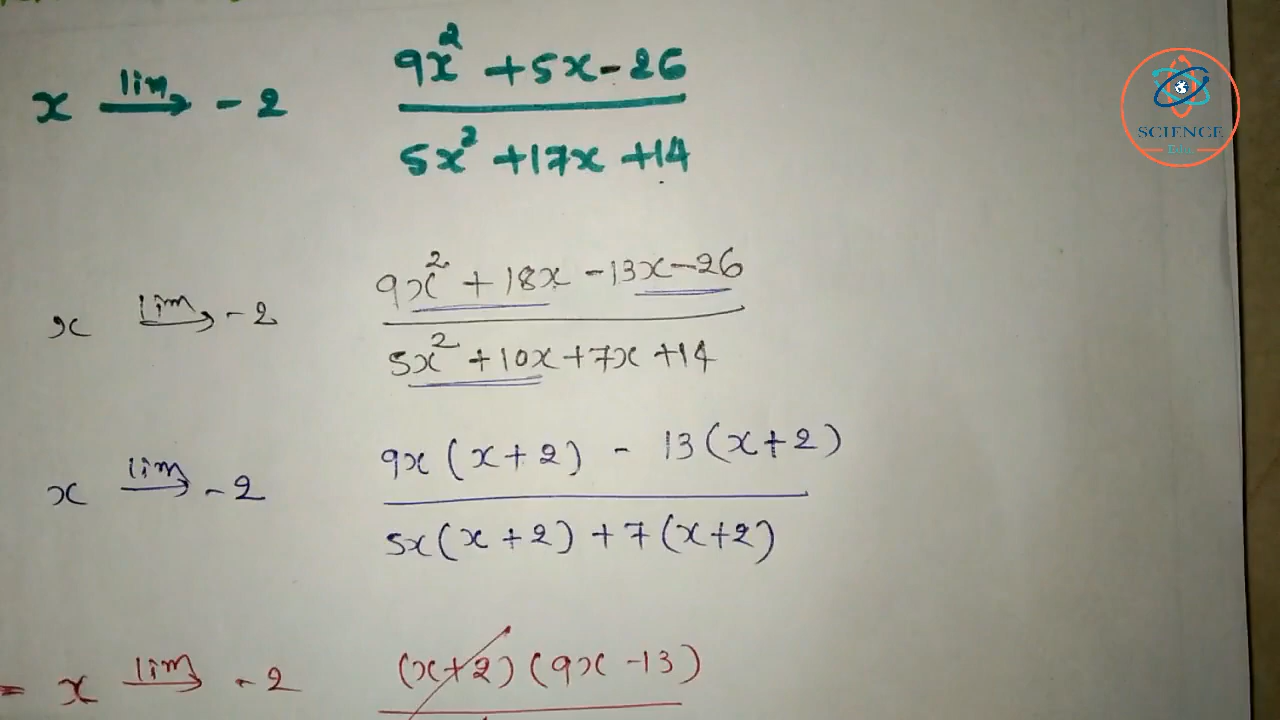 x lim→ -2 (9x² + 5x - 26) / (5x² + 17x + 14)
SCIENCE
Edu.
x lim→ -2 (9x² + 18x - 13x - 26) / (5x² + 10x + 7x + 14)
x lim→ -2 (9x(x+2) - 13(x+2)) / (5x(x+2) + 7(x+2))
= x lim→ -2 (x+2)(9x - 13)